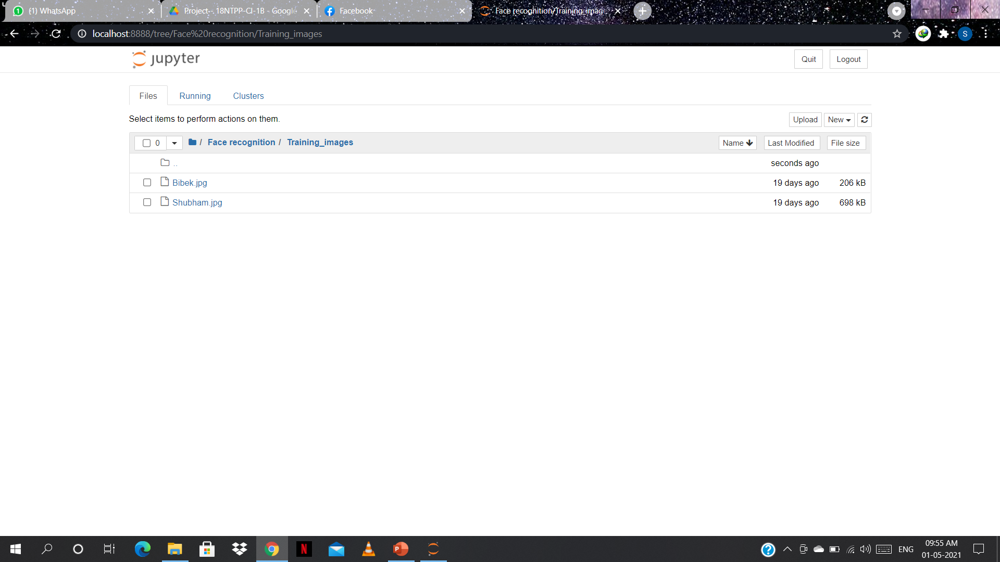 (1) WhatsApp
Project - 18NTPP-CI-1B - Google
Facebook
Face recognition/Training_imag
localhost:8888/tree/Face%20recognition/Training_images
S
jupyter
Quit
Logout
Files
Running
Clusters
Select items to perform actions on them.
Upload
New
0
/ Face recognition / Training_images
Name
Last Modified
File size
..
seconds ago
Bibek.jpg
19 days ago
206 kB
Shubham.jpg
19 days ago
698 kB
ENG
09:55 AM
01-05-2021